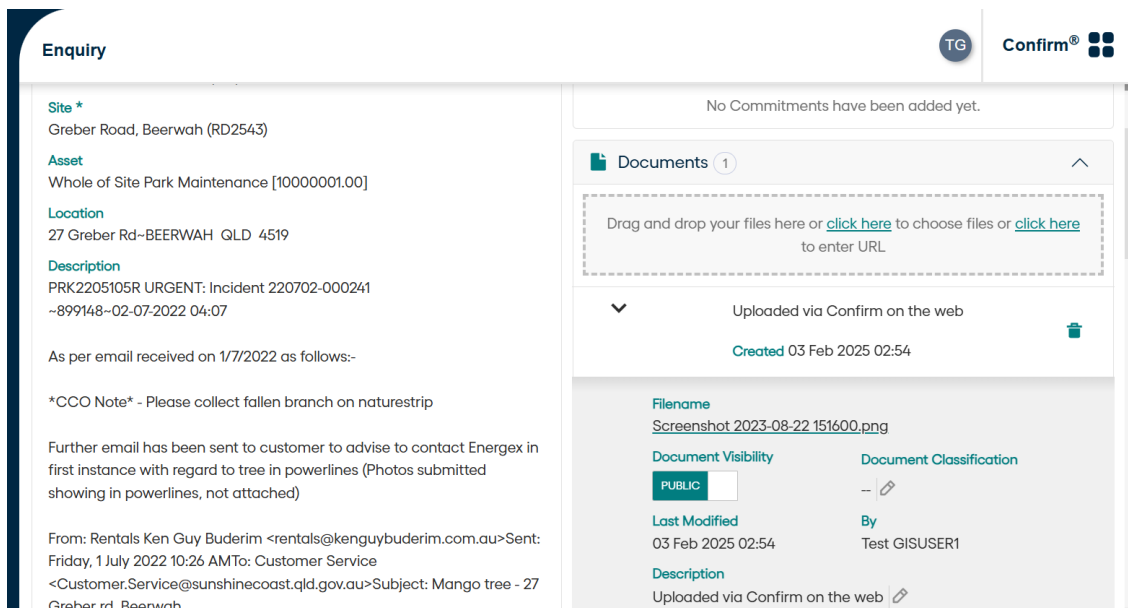 Enquiry
TG
Confirm®
Site *
Greber Road, Beerwah (RD2543)
Asset
Whole of Site Park Maintenance [10000001.00]
Location
27 Greber Rd~BEERWAH QLD 4519
Description
PRK2205105R URGENT: Incident 220702-000241
~899148~02-07-2022 04:07
As per email received on 1/7/2022 as follows:-
*CCO Note* - Please collect fallen branch on naturestrip
Further email has been sent to customer to advise to contact Energex in
first instance with regard to tree in powerlines (Photos submitted
showing in powerlines, not attached)
From: Rentals Ken Guy Buderim <rentals@kenguybuderim.com.au>Sent:
Friday, 1 July 2022 10:26 AMTo: Customer Service
<Customer.Service@sunshinecoast.qld.gov.au>Subject: Mango tree - 27
Greber rd, Beerwah
No Commitments have been added yet.
Documents 1
Drag and drop your files here or click here to choose files or click here
to enter URL
Uploaded via Confirm on the web
Created 03 Feb 2025 02:54
Filename
Screenshot 2023-08-22 151600.png
Document Visibility
PUBLIC
Document Classification
--
Last Modified
03 Feb 2025 02:54
By
Test GISUSER1
Description
Uploaded via Confirm on the web